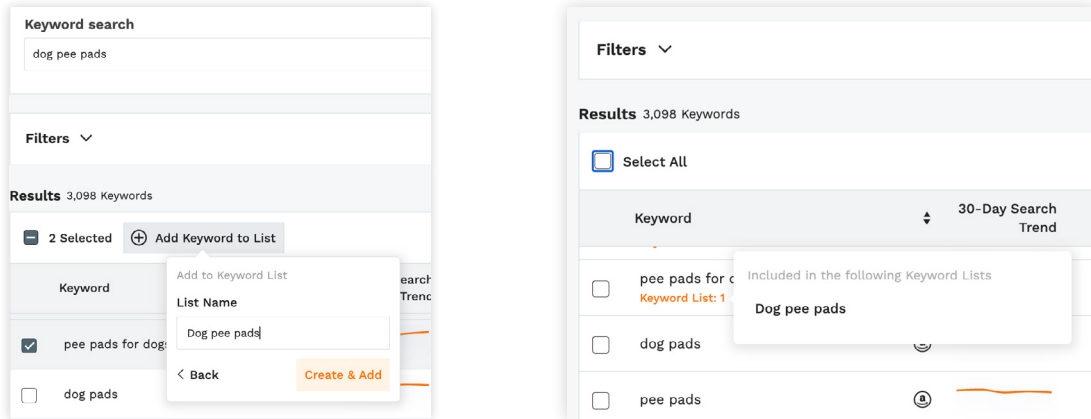 Keyword search
dog pee pads
Filters
Results 3,098 Keywords
2 Selected Add Keyword to List
Add to Keyword List
Keyword
List Name
Dog pee pads
pee pads for dogs
< Back Create & Add
dog pads
Filters
Results 3,098 Keywords
Select All
Keyword 30-Day Search
Trend
Included in the following Keyword Lists
pee pads for
Keyword List: 1
Dog pee pads
dog pads
pee pads